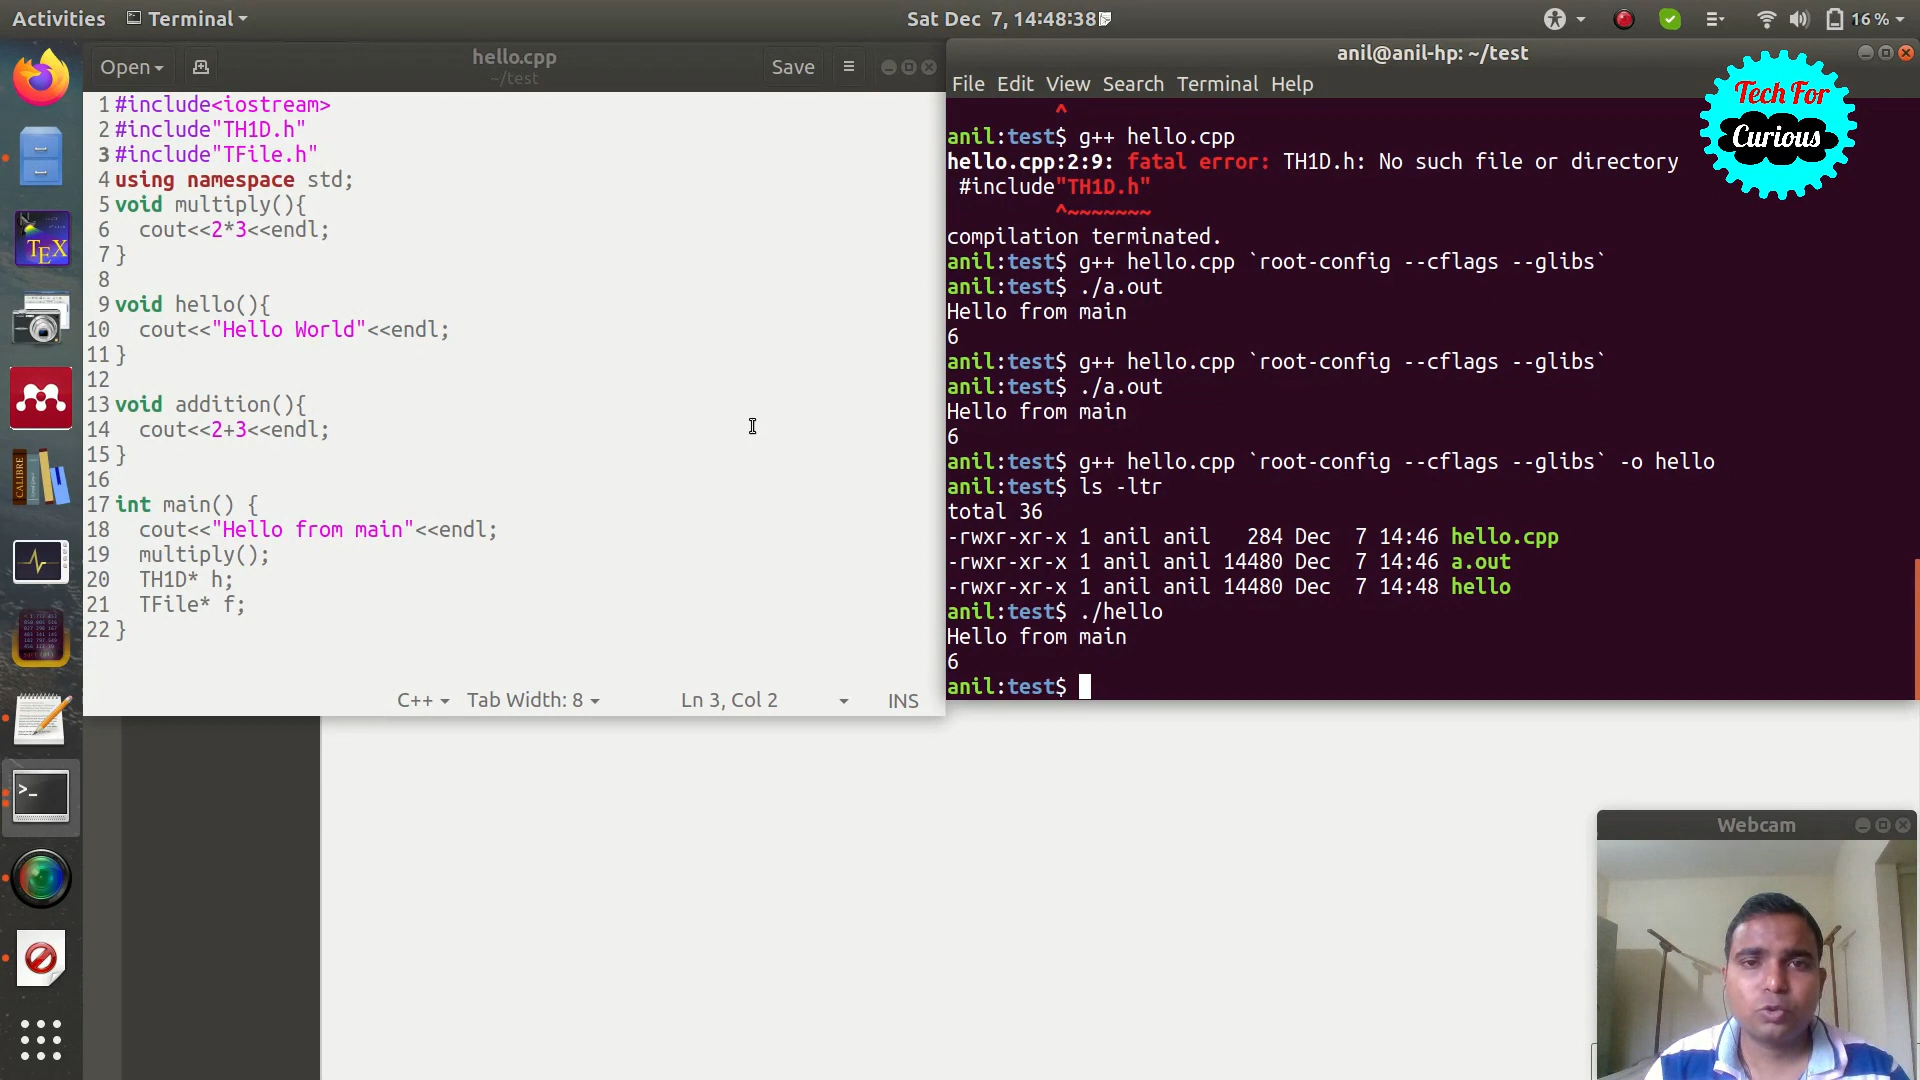 Activities Terminal Sat Dec 7, 14:48:38 16 %
Open hello.cpp Save
~/test
1 #include<iostream>
2 #include"TH1D.h"
3 #include"TFile.h"
4 using namespace std;
5 void multiply(){
6 cout<<2*3<<endl;
7 }
8
9 void hello(){
10 cout<<"Hello World"<<endl;
11 }
12
13 void addition(){
14 cout<<2+3<<endl;
15 }
16
17 int main() {
18 cout<<"Hello from main"<<endl;
19 multiply();
20 TH1D* h;
21 TFile* f;
22 }
C++ Tab Width: 8 Ln 3, Col 2 INS
anil@anil-hp: ~/test
File Edit View Search Terminal Help
^
anil:test$ g++ hello.cpp
hello.cpp:2:9: fatal error: TH1D.h: No such file or directory
#include"TH1D.h"
^~~~~~~~
compilation terminated.
anil:test$ g++ hello.cpp `root-config --cflags --glibs`
anil:test$ ./a.out
Hello from main
6
anil:test$ g++ hello.cpp `root-config --cflags --glibs`
anil:test$ ./a.out
Hello from main
6
anil:test$ g++ hello.cpp `root-config --cflags --glibs` -o hello
anil:test$ ls -ltr
total 36
-rwxr-xr-x 1 anil anil 284 Dec 7 14:46 hello.cpp
-rwxr-xr-x 1 anil anil 14480 Dec 7 14:46 a.out
-rwxr-xr-x 1 anil anil 14480 Dec 7 14:48 hello
anil:test$ ./hello
Hello from main
6
anil:test$
Tech For
Curious
TEX
CALIBRE
>_
Webcam